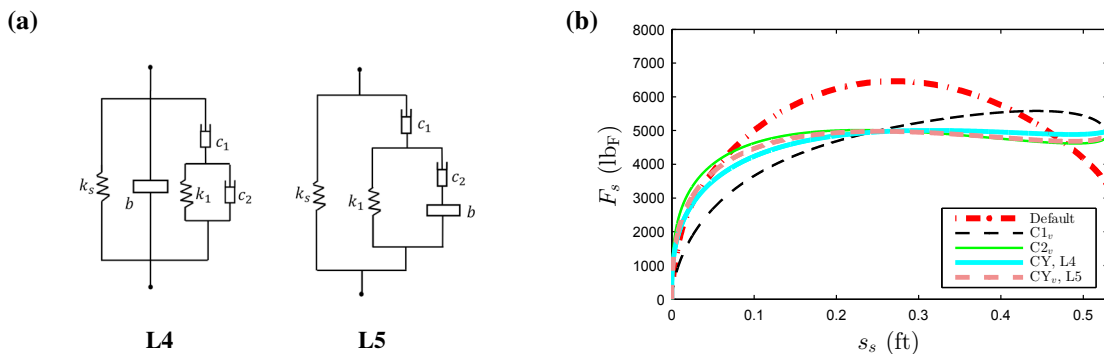 (a)
c₁
kₛ
b
k₁
c₂
L4
c₁
kₛ
k₁
c₂
b
L5
(b)
8000
7000
6000
5000
4000
3000
2000
1000
0
Fₛ (lb_F)
0
0.1
0.2
0.3
0.4
0.5
sₛ (ft)
Default
C1ᵥ
C2ᵥ
CY, L4
CYᵥ, L5